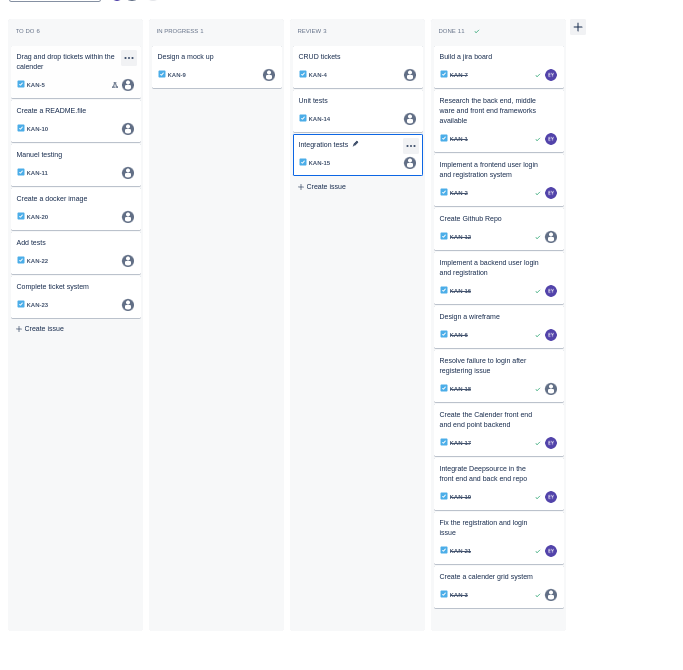 TO DO 6
Drag and drop tickets within the
calender
KAN-5
Create a README.file
KAN-10
Manuel testing
KAN-11
Create a docker image
KAN-20
Add tests
KAN-22
Complete ticket system
KAN-23
+ Create issue
IN PROGRESS 1
Design a mock up
KAN-9
REVIEW 3
CRUD tickets
KAN-4
Unit tests
KAN-14
Integration tests
KAN-15
+ Create issue
DONE 11
Build a jira board
KAN-7
EY
Research the back end, middle
ware and front end frameworks
available
KAN-1
EY
Implement a frontend user login
and registration system
KAN-2
EY
Create Github Repo
KAN-12
Implement a backend user login
and registration
KAN-16
EY
Design a wireframe
EY
Resolve failure to login after
registering issue
KAN-18
Create the Calender front end
and end point backend
KAN-17
EY
Integrate Deepsource in the
front end and back end repo
KAN-19
EY
Fix the registration and login
issue
KAN-21
EY
Create a calender grid system
KAN-3